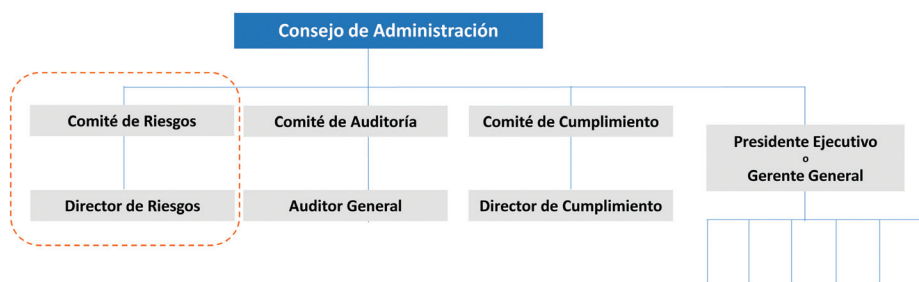 Consejo de Administración
Comité de Riesgos
Comité de Auditoría
Comité de Cumplimiento
Presidente Ejecutivo
o
Gerente General
Director de Riesgos
Auditor General
Director de Cumplimiento